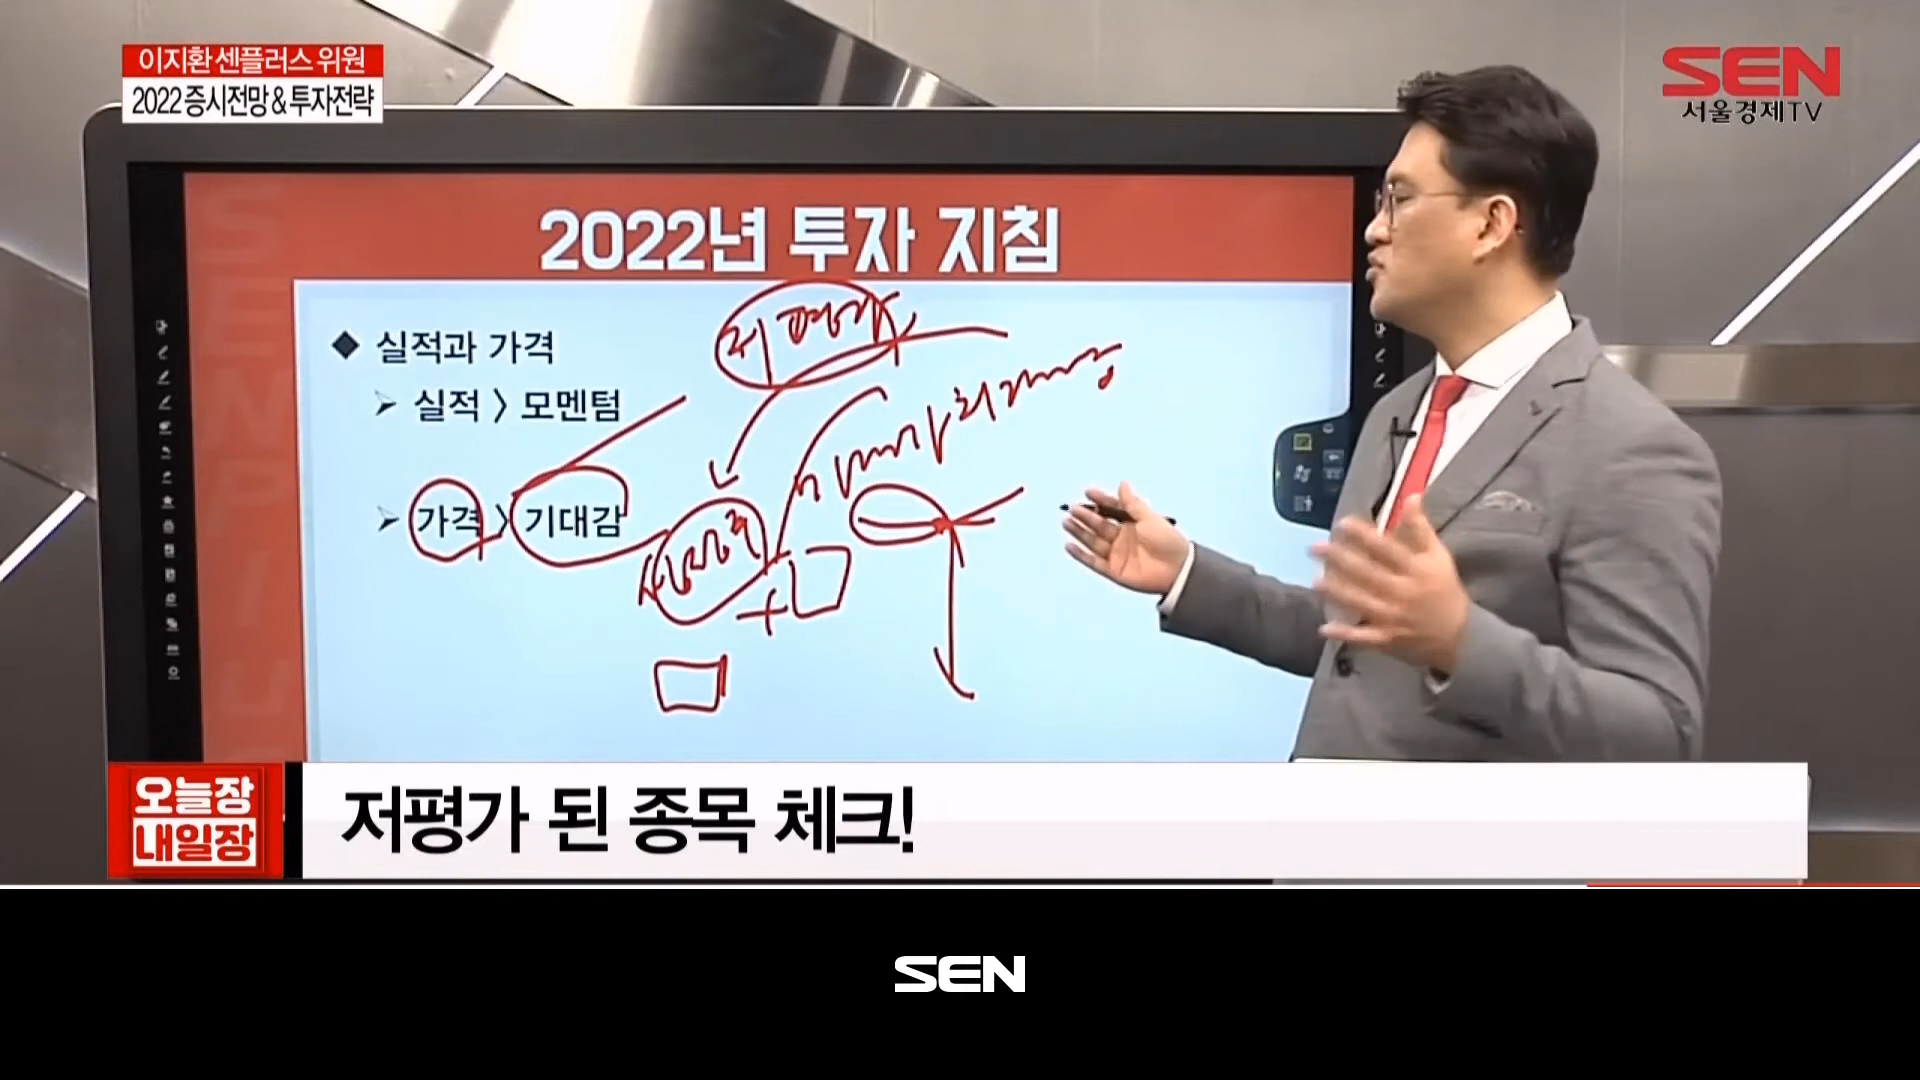 이지환 센플러스 위원
2022 증시전망 & 투자전략
SEN
서울경제TV
2022년 투자 지침
저평가
◆ 실적과 가격
➢ 실적 > 모멘텀
➢ 가격 > 기대감
오늘장
내일장
저평가 된 종목 체크!
SEN